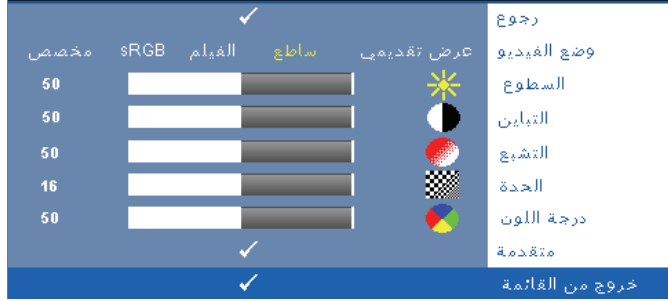 رجوع
وضع الفيديو عرض تقديمي ساطع الفيلم sRGB مخصص
السطوع 50
التباين 50
التشبع 50
الحدة 16
درجة اللون 50
متقدمة
خروج من القائمة